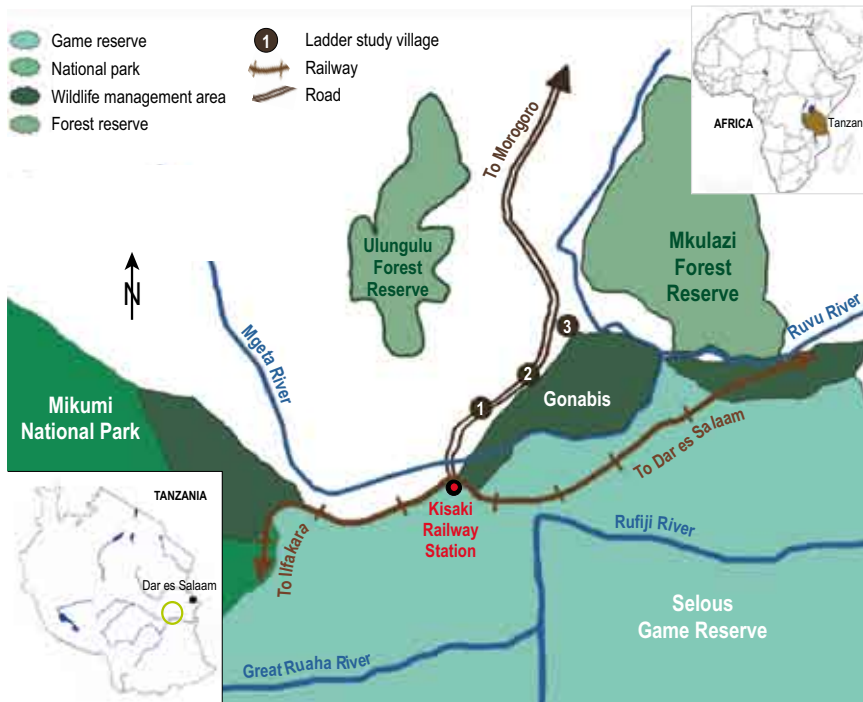 Game reserve
National park
Wildlife management area
Forest reserve
1 Ladder study village
Railway
Road
AFRICA
Tanzan
To Morogoro
Ulungulu
Forest
Reserve
Mkulazi
Forest
Reserve
N
Mgeta River
Ruvu River
3
2
1
Gonabis
Mikumi
National Park
To Dar es Salaam
Kisaki
Railway
Station
To Ilfakara
TANZANIA
Dar es Salaam
Rufiji River
Selous
Game Reserve
Great Ruaha River